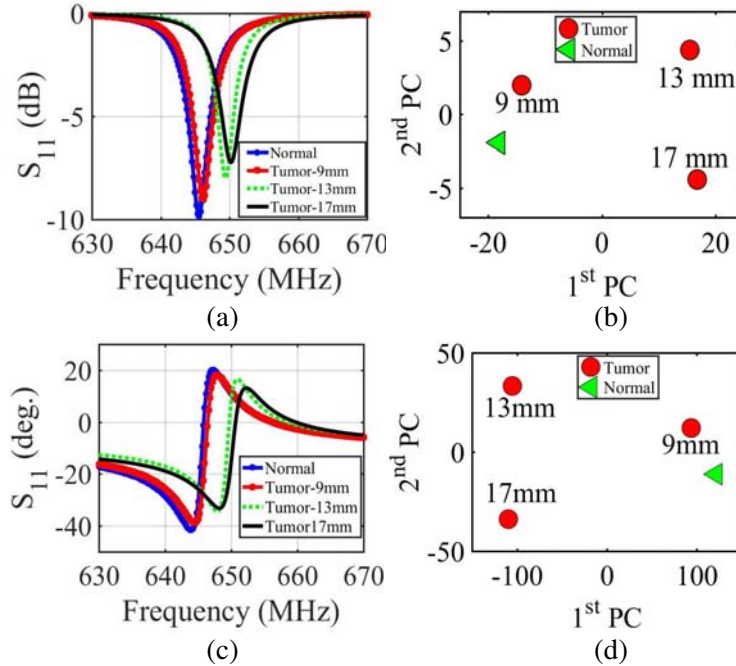 0
-5
-10
S11 (dB)
Normal
Tumor-9mm
Tumor-13mm
Tumor-17mm
630 640 650 660 670
Frequency (MHz)
(a)
5
0
-5
2nd PC
Tumor
Normal
9 mm
13 mm
17 mm
-20 0 20
1st PC
(b)
20
0
-20
-40
S11 (deg.)
Normal
Tumor-9mm
Tumor-13mm
Tumor17mm
630 640 650 660 670
Frequency (MHz)
(c)
50
0
-50
2nd PC
Tumor
Normal
13mm
9mm
17mm
-100 0 100
1st PC
(d)